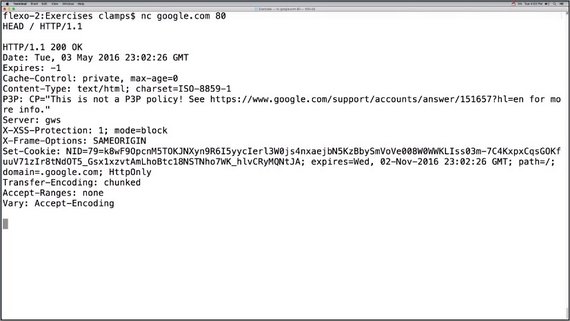 flexo-2:Exercises clamps$ nc google.com 80
HEAD / HTTP/1.1
HTTP/1.1 200 OK
Date: Tue, 03 May 2016 23:02:26 GMT
Expires: -1
Cache-Control: private, max-age=0
Content-Type: text/html; charset=ISO-8859-1
P3P: CP="This is not a P3P policy! See https://www.google.com/support/accounts/answer/151657?hl=en for mo
re info."
Server: gws
X-XSS-Protection: 1; mode=block
X-Frame-Options: SAMEORIGIN
Set-Cookie: NID=79=k8wF9OpcnM5TOKJNXyn9R6I5yycIerl3W0js4nxaejbN5KzBbySmVoVe008W0WWKLIss03m-7C4KxpxCqsGOKf
uuV71zIr8tNdOT5_Gsx1xzvtAmLhoBtc18NSTNho7WK_hlvCRyMQNtJA; expires=Wed, 02-Nov-2016 23:02:26 GMT; path=/;
domain=.google.com; HttpOnly
Transfer-Encoding: chunked
Accept-Ranges: none
Vary: Accept-Encoding